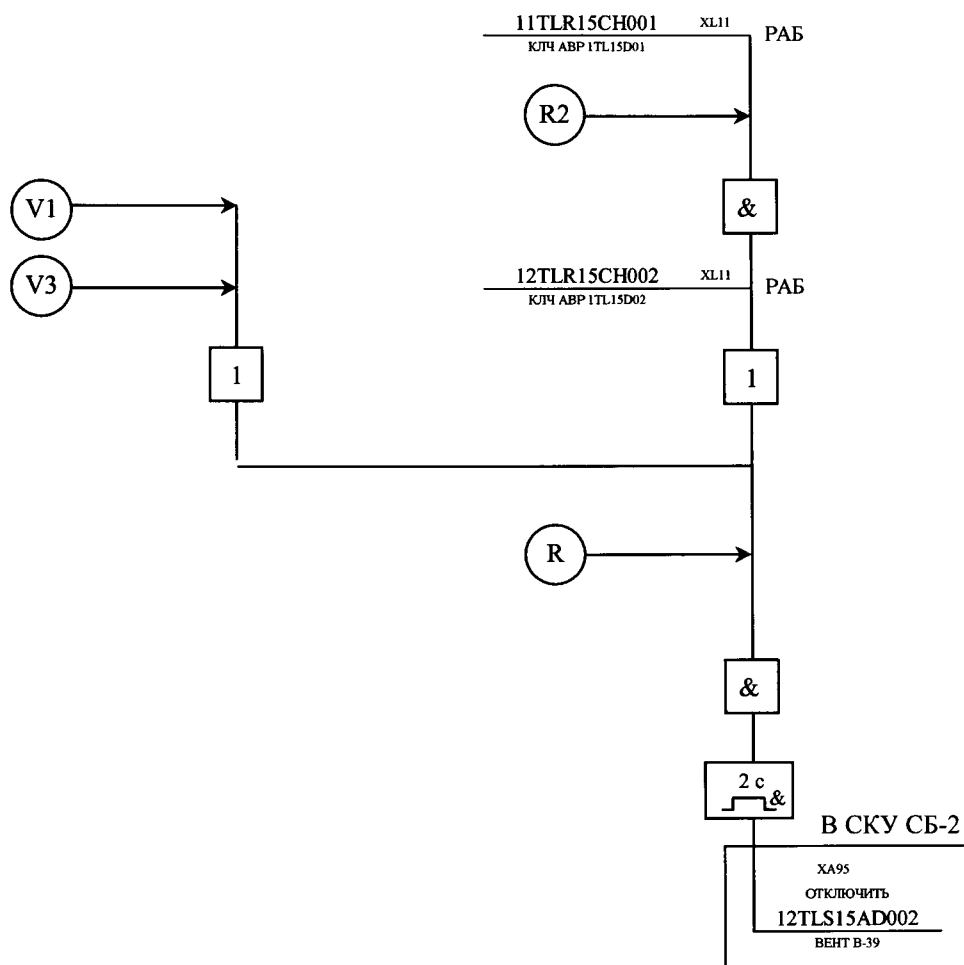 11TLR15CH001 XL11 РАБ
КЛЧ АВР 1TL15D01
R2
V1
&
V3
12TLR15CH002 XL11 РАБ
КЛЧ АВР 1TL15D02
1
1
R
&
2 с
&
В СКУ СБ-2
XA95
ОТКЛЮЧИТЬ
12TLS15AD002
ВЕНТ В-39